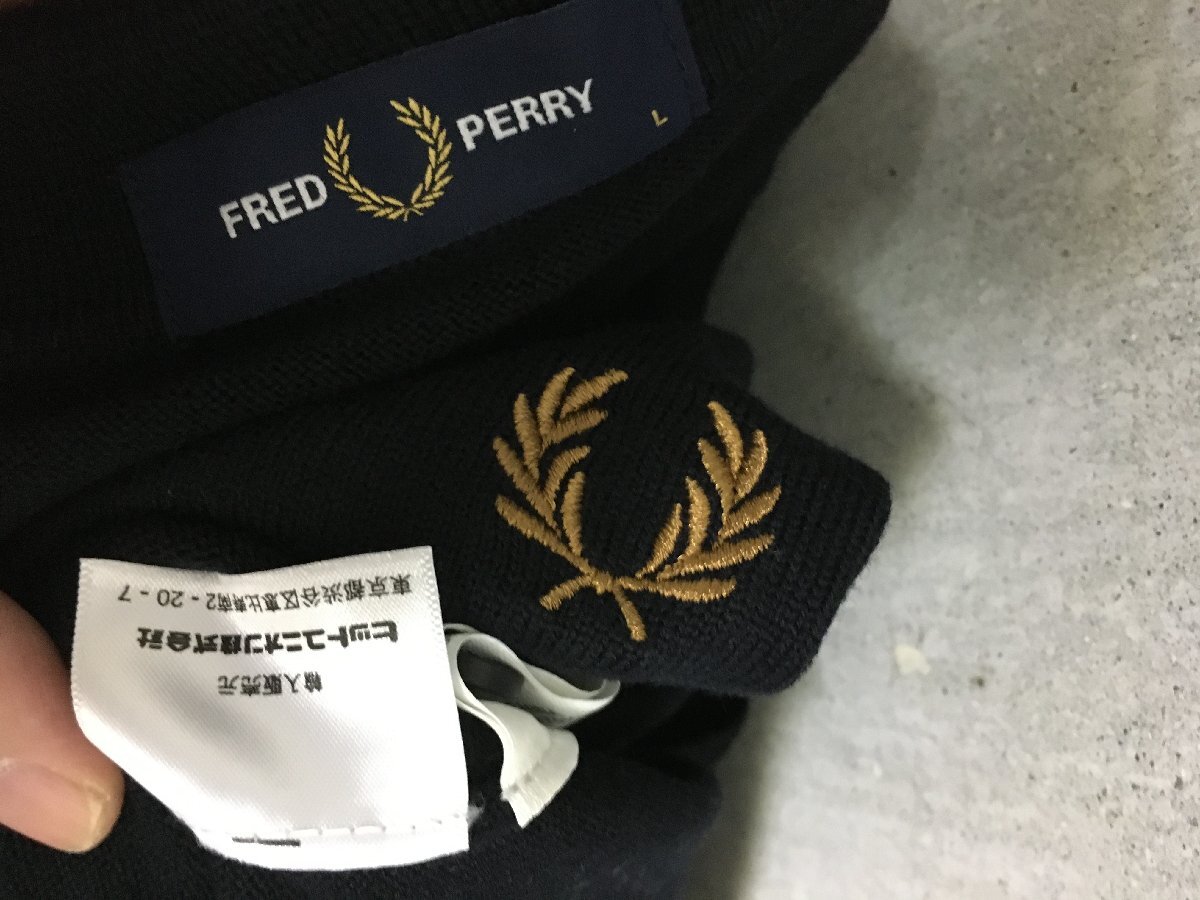 FRED PERRY
L
輸入販売元
ヒットユニオン株式会社
東京都渋谷区恵比寿南2-20-7